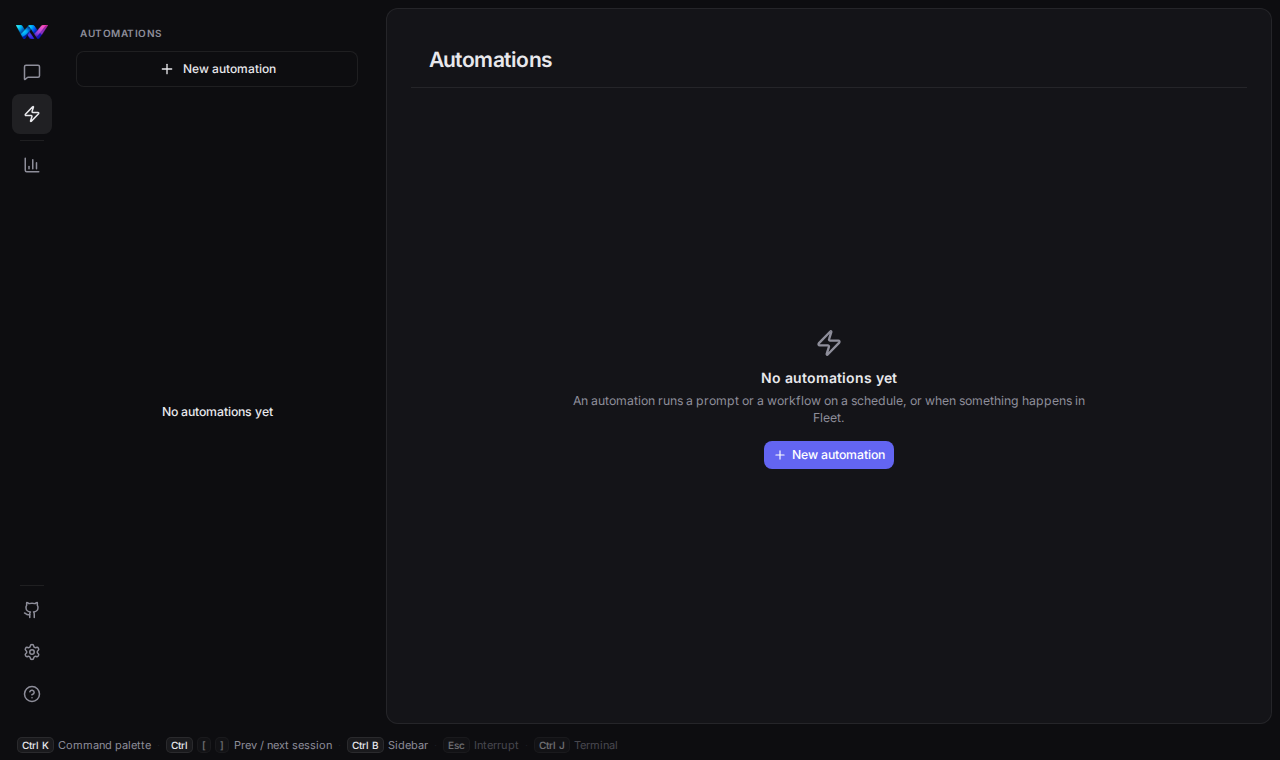 AUTOMATIONS
New automation
No automations yet
Automations
No automations yet
An automation runs a prompt or a workflow on a schedule, or when something happens in
Fleet.
New automation
Ctrl K Command palette Ctrl [ ] Prev / next session Ctrl B Sidebar Esc Interrupt Ctrl J Terminal